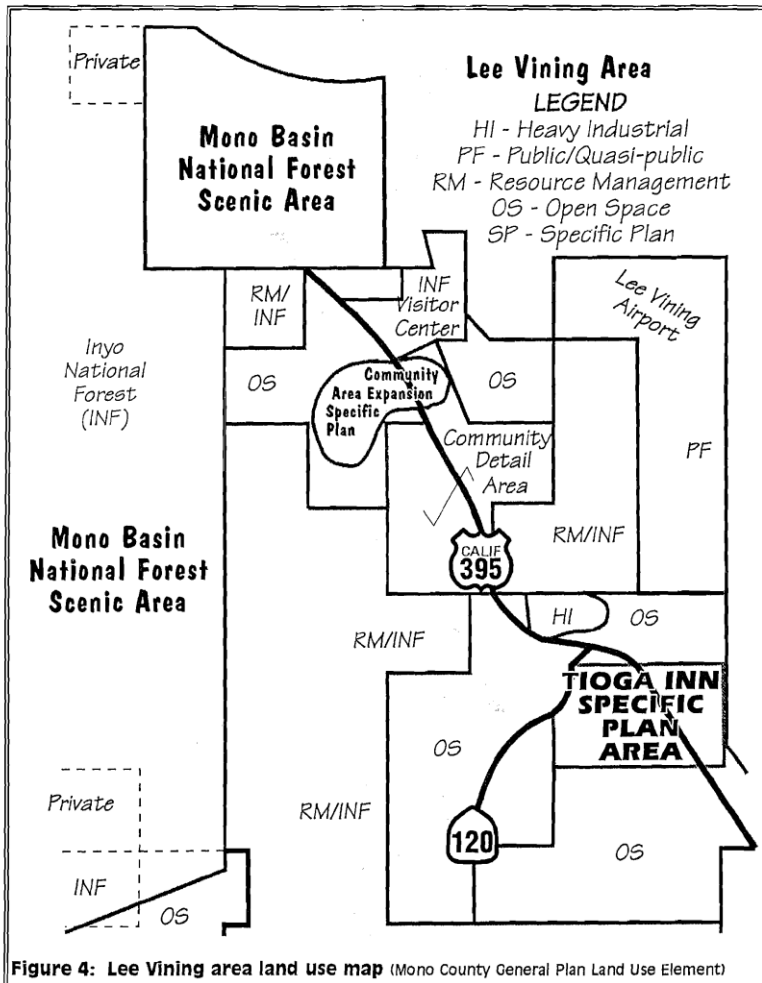 Private
Lee Vining Area
LEGEND
HI - Heavy Industrial
PF - Public/Quasi-public
RM - Resource Management
OS - Open Space
SP - Specific Plan
Mono Basin
National Forest
Scenic Area
RM/
INF
INF
Visitor
Center
Lee Vining
Airport
Inyo
National
Forest
(INF)
OS
Community
Area Expansion
Specific
Plan
OS
Community
Detail
Area
PF
Mono Basin
National Forest
Scenic Area
CALIF
395
RM/INF
HI
OS
RM/INF
TIOGA INN
SPECIFIC
PLAN
AREA
OS
Private
RM/INF
120
OS
INF
OS
Figure 4: Lee Vining area land use map (Mono County General Plan Land Use Element)